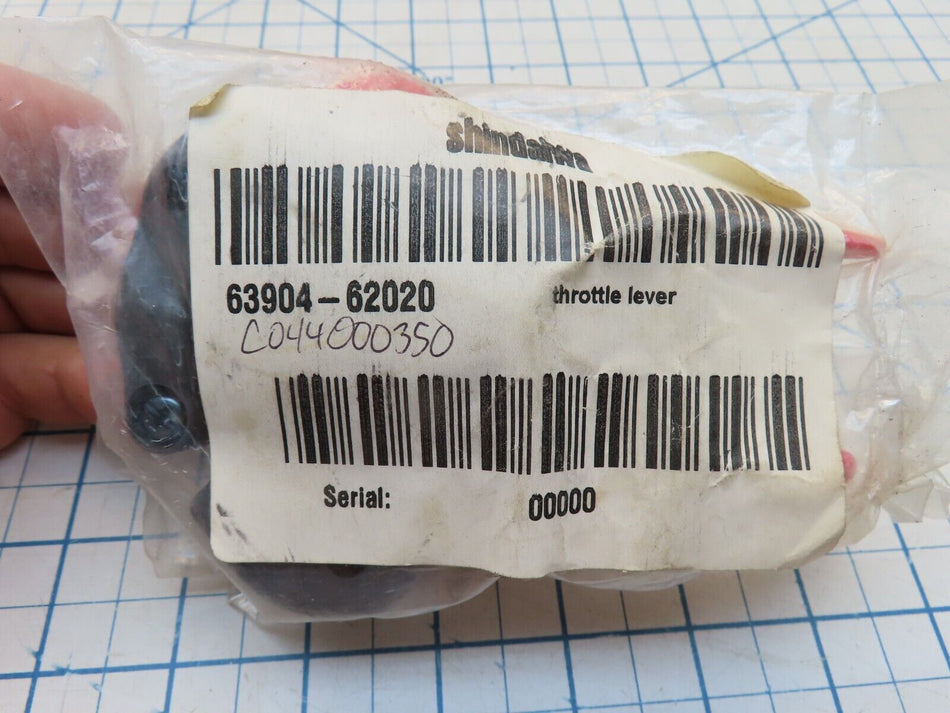 shindaiwa
63904-62020 throttle lever
C044000350
Serial: 00000